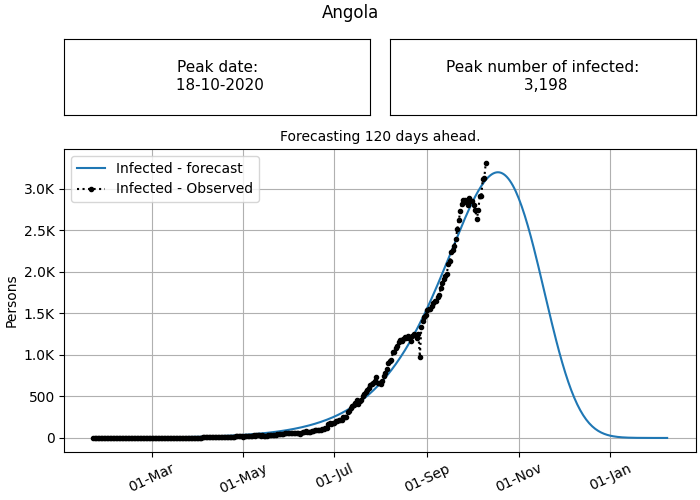 Angola
Peak date:
18-10-2020
Peak number of infected:
3,198
Forecasting 120 days ahead.
Infected - forecast
Infected - Observed
3.0K
2.5K
2.0K
1.5K
1.0K
500
0
Persons
01-Mar
01-May
01-Jul
01-Sep
01-Nov
01-Jan